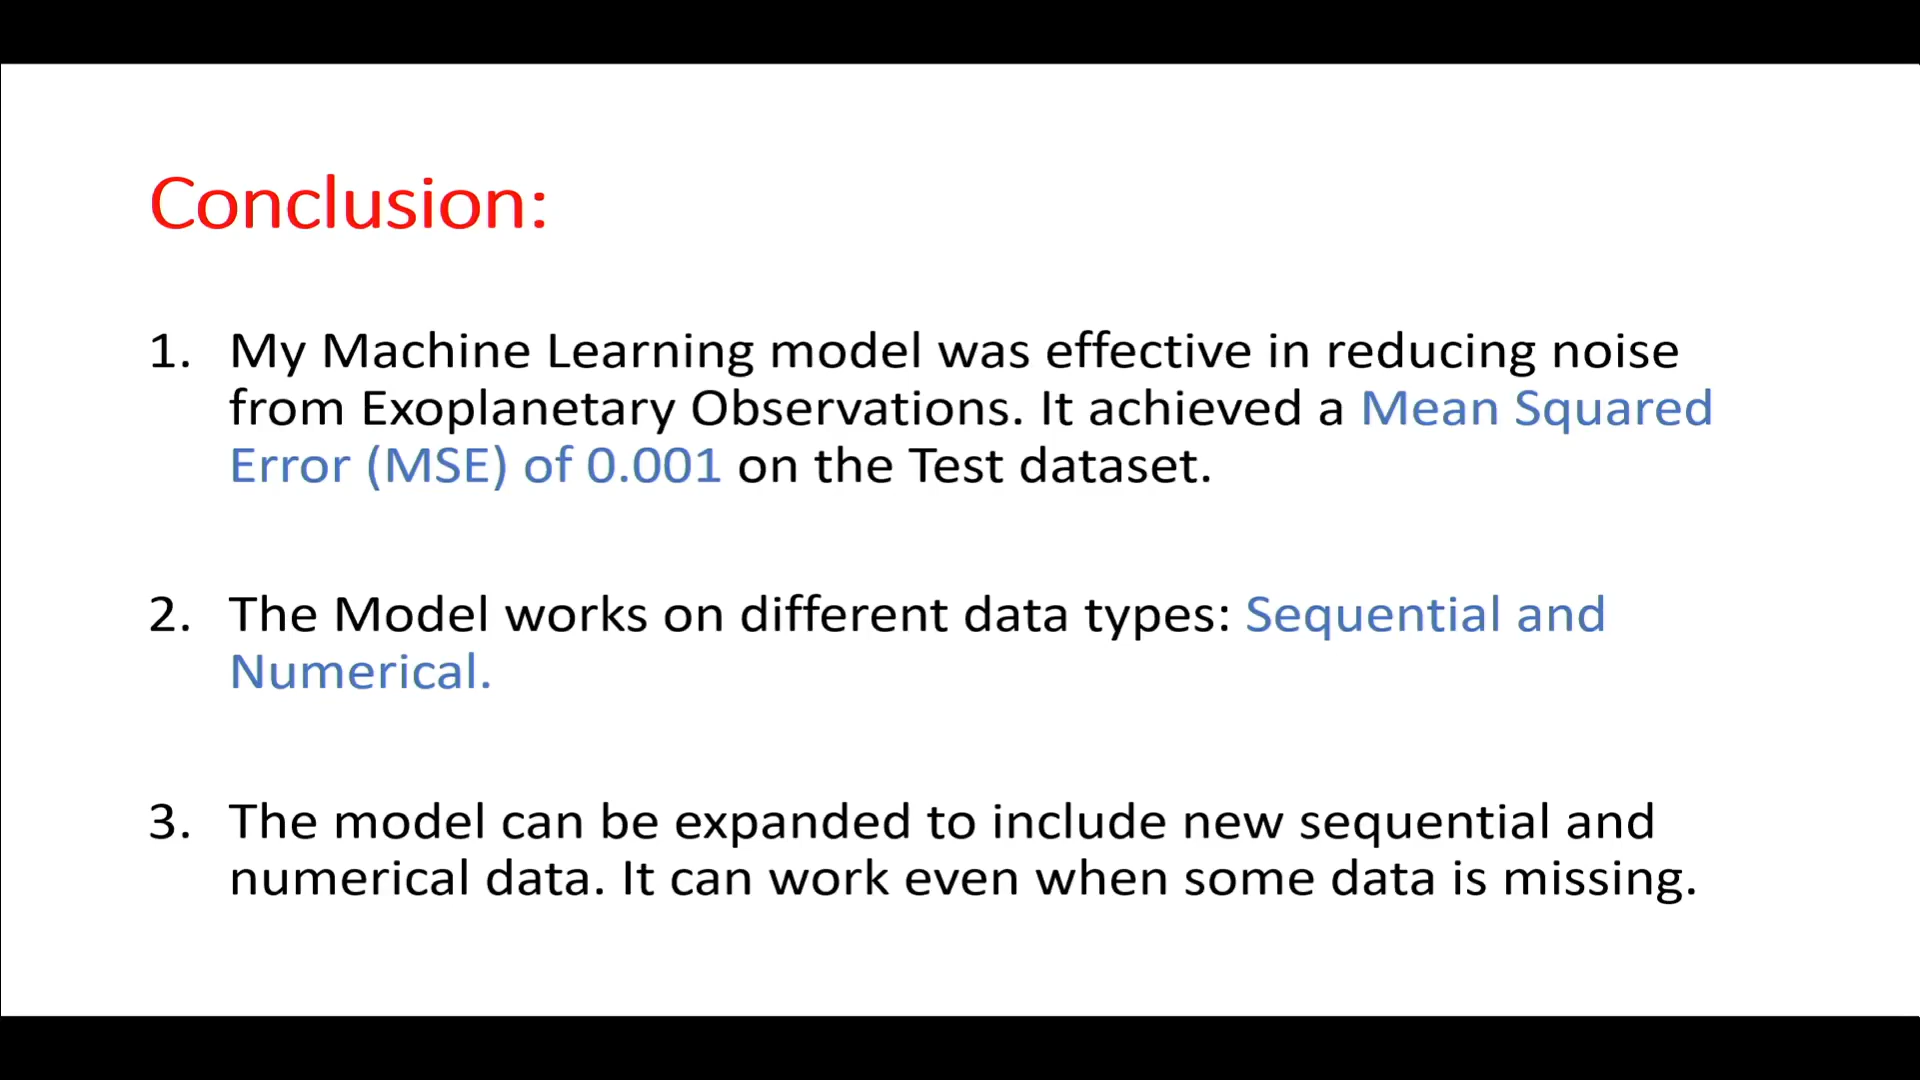 Conclusion:
1. My Machine Learning model was effective in reducing noise
from Exoplanetary Observations. It achieved a Mean Squared
Error (MSE) of 0.001 on the Test dataset.
2. The Model works on different data types: Sequential and
Numerical.
3. The model can be expanded to include new sequential and
numerical data. It can work even when some data is missing.